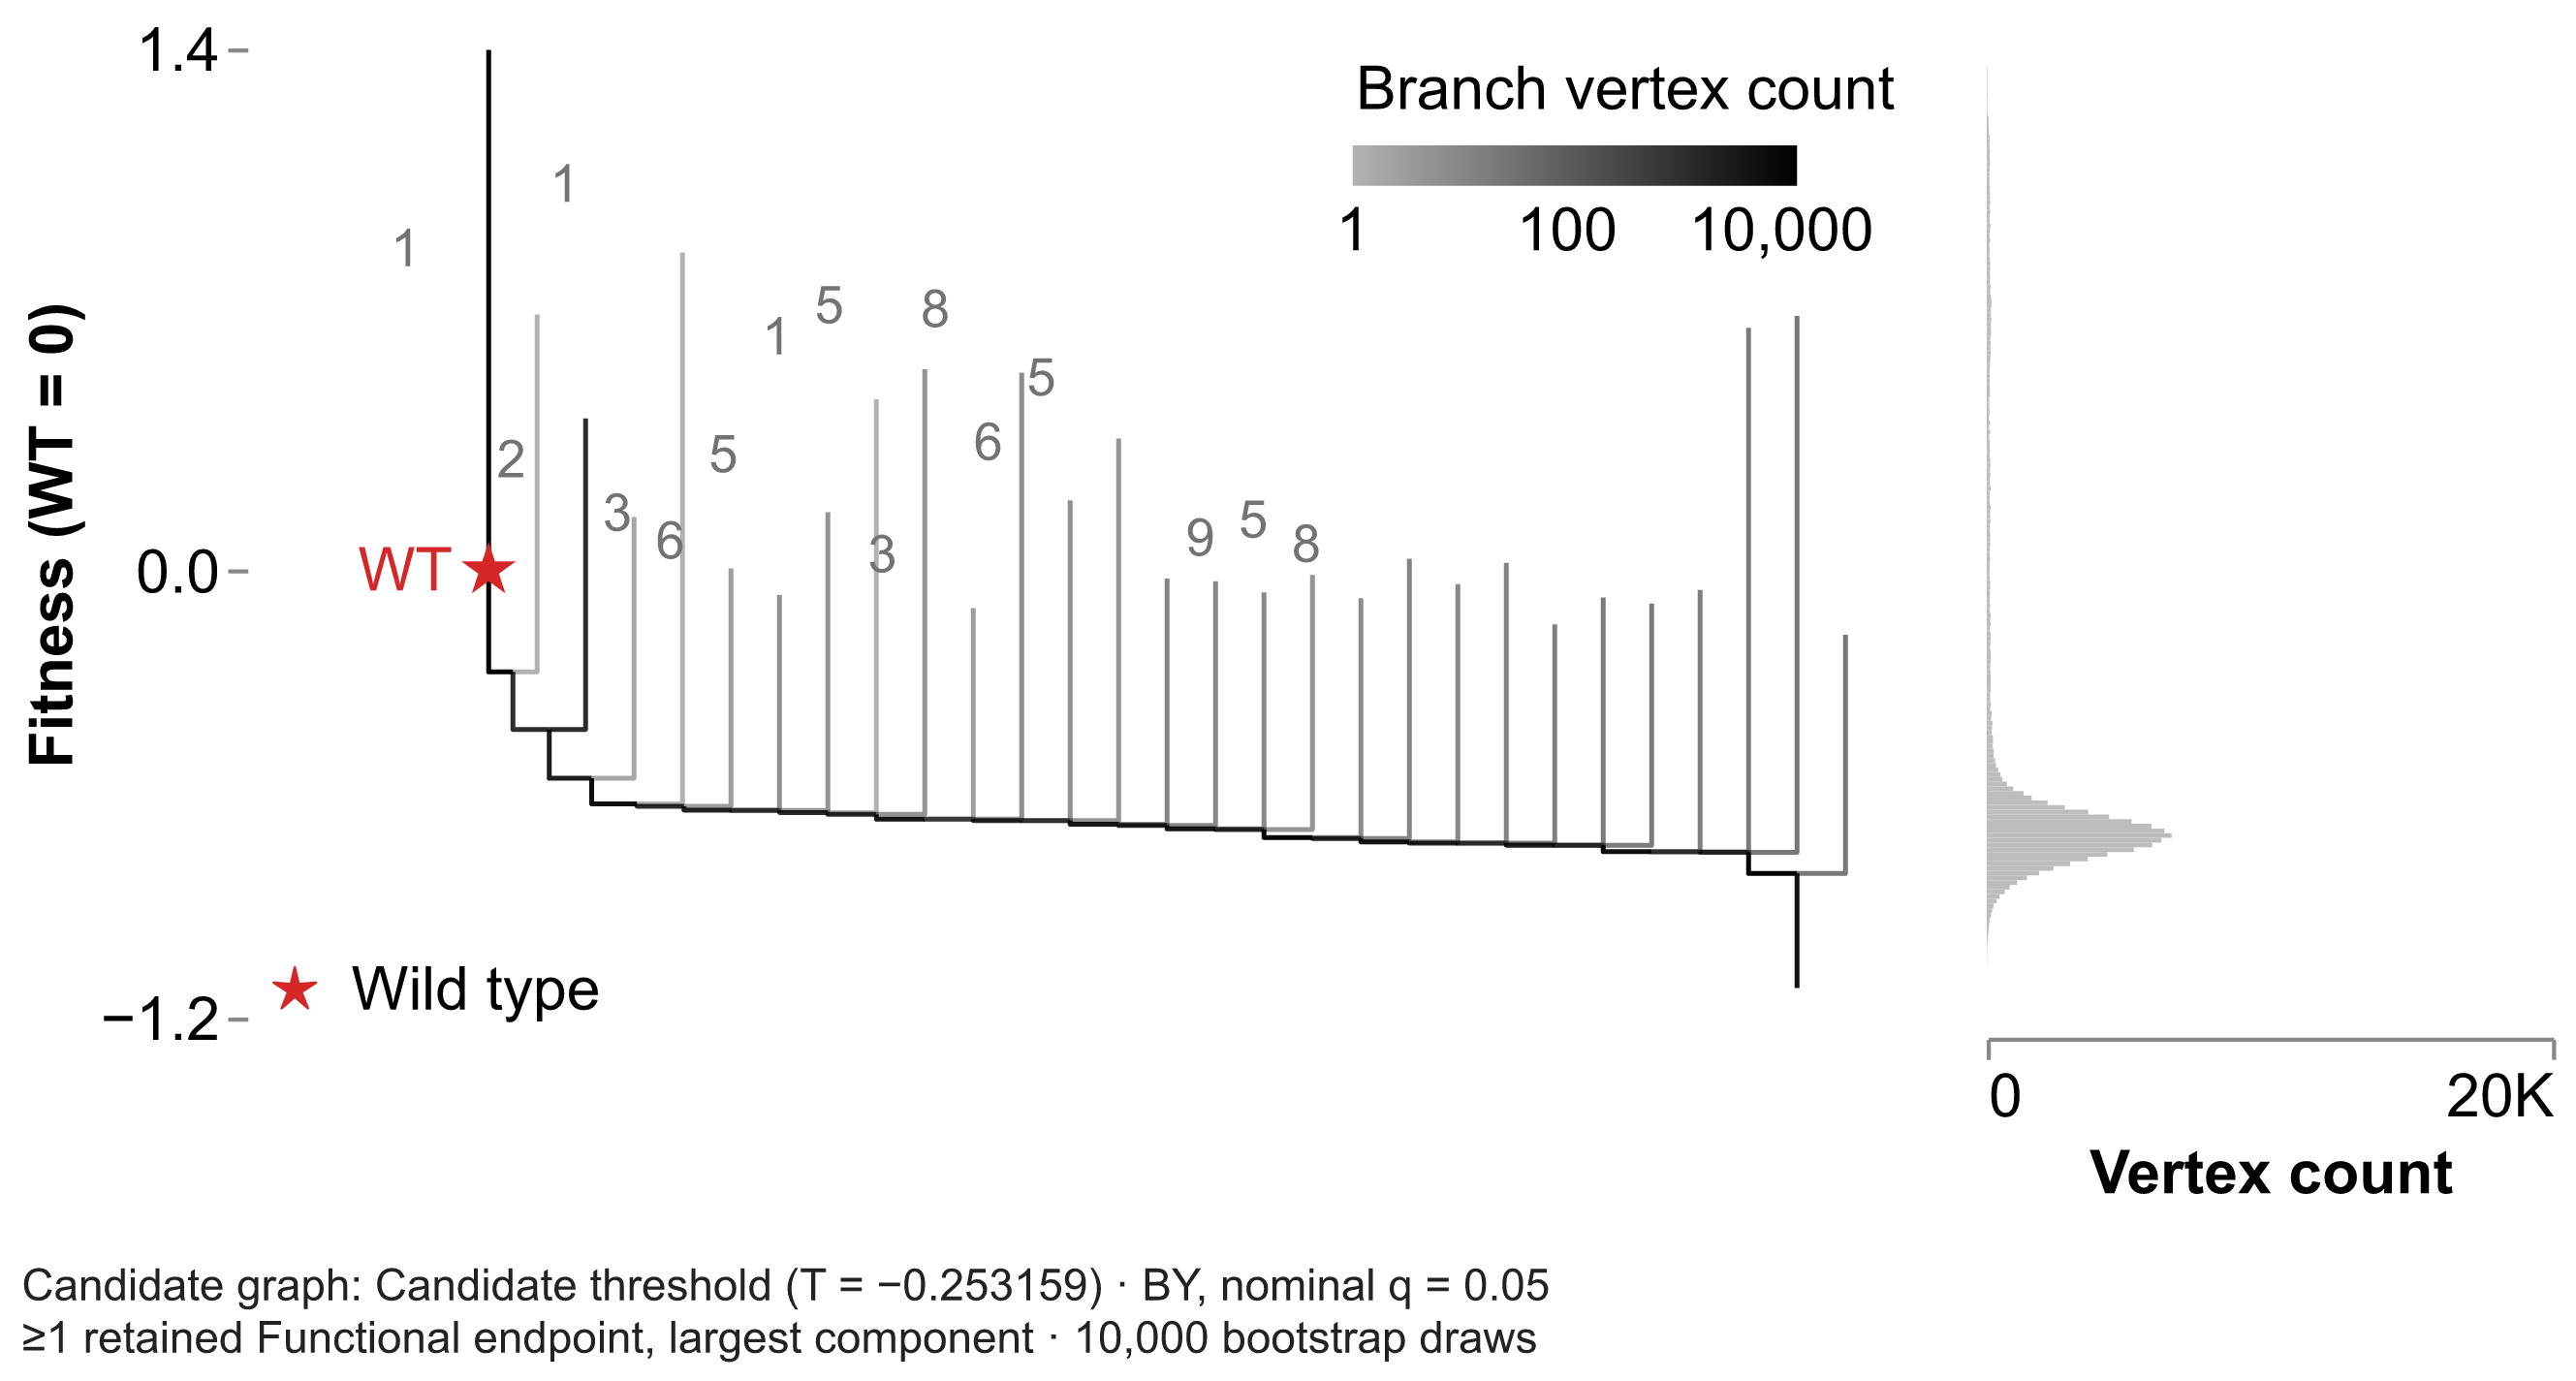 1.4
Branch vertex count
1
1
1 100 10,000
5
8
1
5
2
5
6
3
6
3
9
5
8
Fitness (WT = 0)
WT
0.0
Wild type
−1.2
0 20K
Vertex count
Candidate graph: Candidate threshold (T = −0.253159) · BY, nominal q = 0.05
≥1 retained Functional endpoint, largest component · 10,000 bootstrap draws